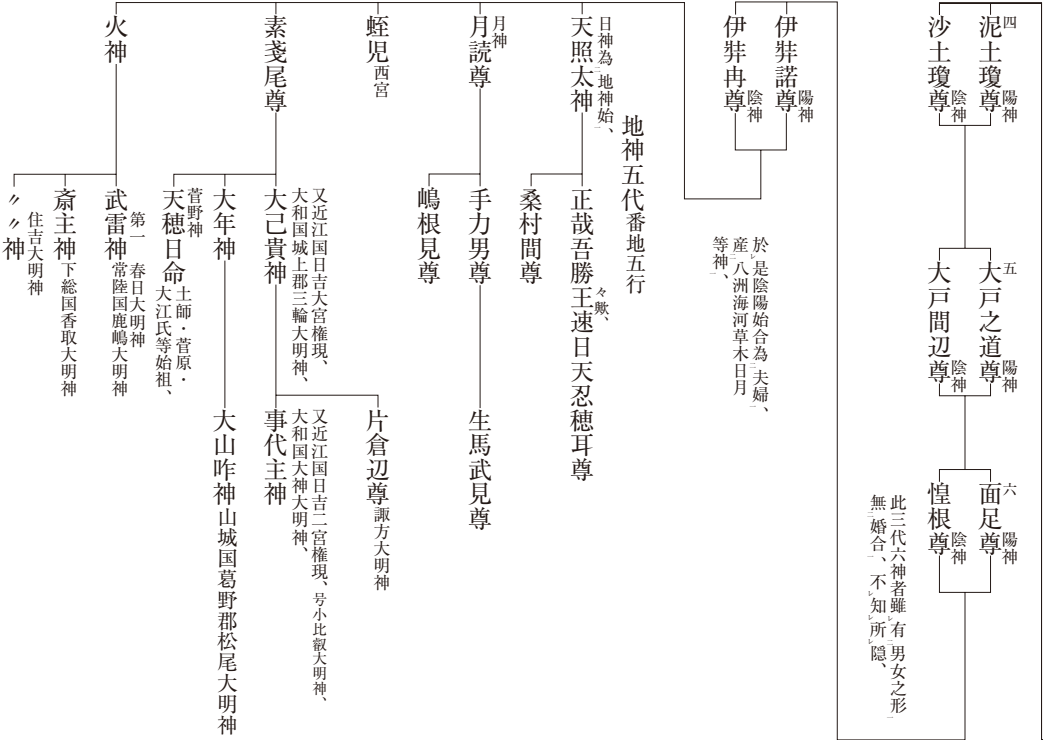 四
泥土瓊尊 陽神
沙土瓊尊 陰神
五
大戸之道尊 陽神
大戸間辺尊 陰神
六
面足尊 陽神
惶根尊 陰神
此三代六神者雖レ有二男女之形一
無二婚合一、不レ知レ所レ隠、
伊弉諾尊 陽神
伊弉冉尊 陰神
於レ是陰陽始合為二夫婦一、
産二八洲海河草木日月
等神一、
地神五代 番地五行
日神為二地神始一、
天照太神
正哉吾勝王速日天忍穂耳尊
々歟、
桑村間尊
月神
月読尊
手力男尊
生馬武見尊
嶋根見尊
蛭児 西宮
素戔尾尊
又近江国日吉大宮権現、
大和国城上郡三輪大明神、
大己貴神
片倉辺尊 諏方大明神
又近江国日吉二宮権現、号小比叡大明神、
大和国大神大明神、
事代主神
大年神
大山咋神 山城国葛野郡松尾大明神
菅野神
天穂日命 土師・菅原・
大江氏等始祖、
火神
第一 春日大明神
武雷神 常陸国鹿嶋大明神
斎主神 下総国香取大明神
住吉大明神
〃〃神